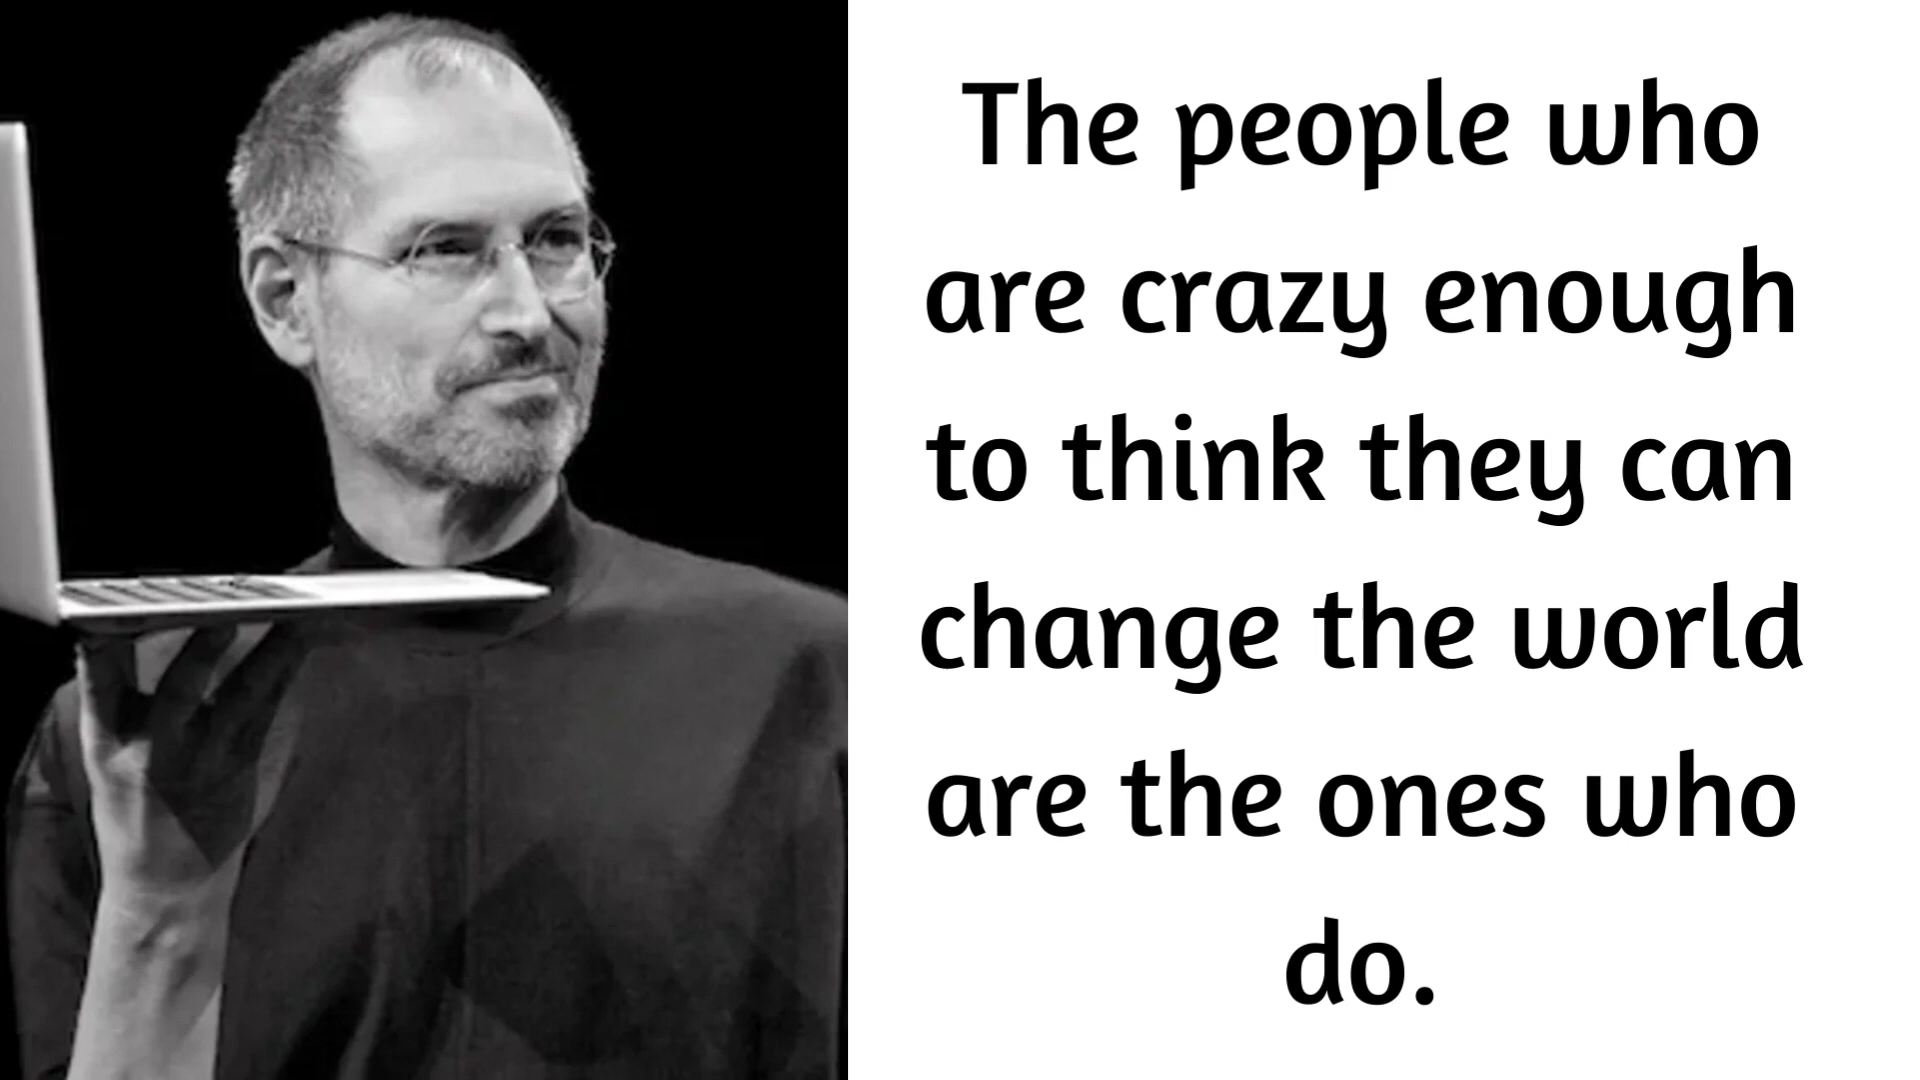 The people who
are crazy enough
to think they can
change the world
are the ones who
do.